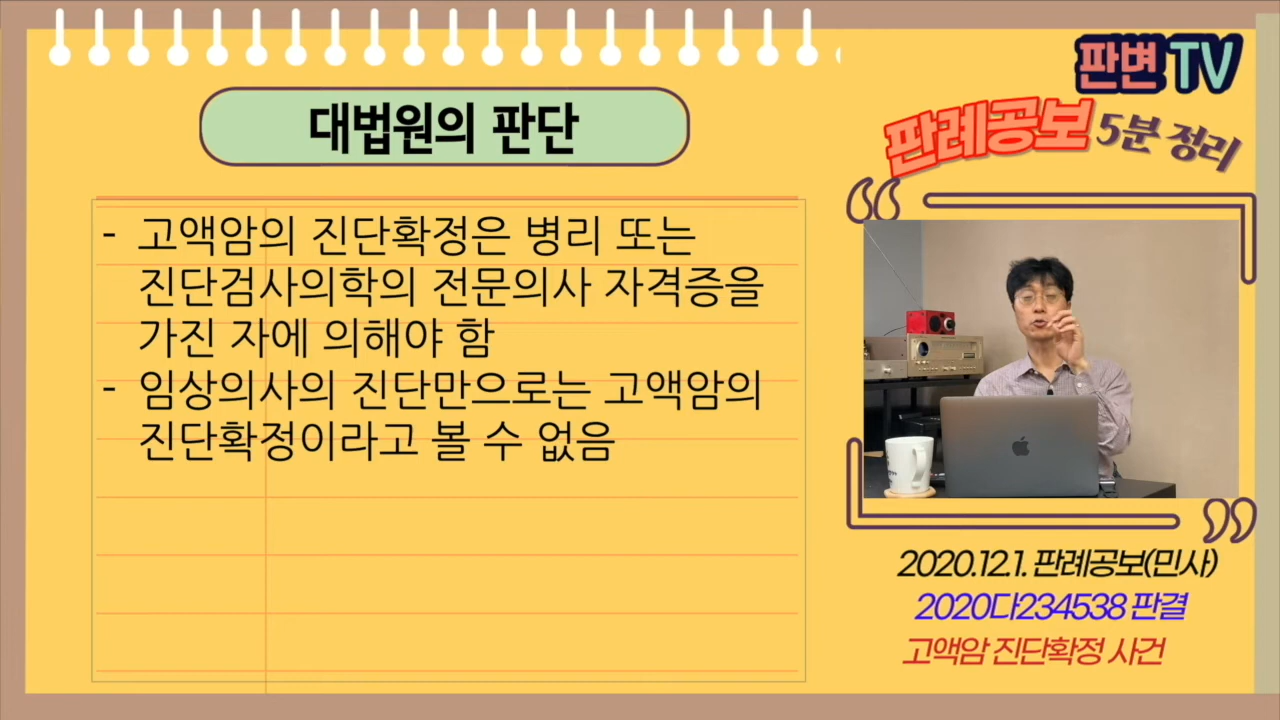 판변 TV
판례공보 5분 정리
대법원의 판단
- 고액암의 진단확정은 병리 또는
진단검사의학의 전문의사 자격증을
가진 자에 의해야 함
- 임상의사의 진단만으로는 고액암의
진단확정이라고 볼 수 없음
2020.12.1. 판례공보(민사)
2020다234538 판결
고액암 진단확정 사건